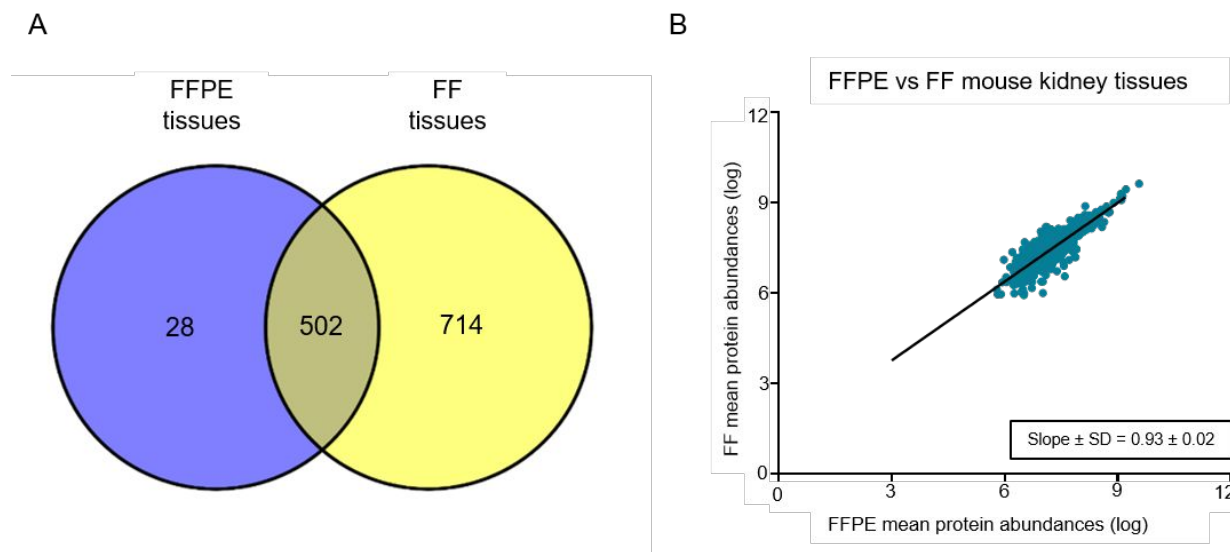 A
B
FFPE
tissues
FF
tissues
28
502
714
FFPE vs FF mouse kidney tissues
FF mean protein abundances (log)
12
9
6
3
0
Slope ± SD = 0.93 ± 0.02
0
3
6
9
12
FFPE mean protein abundances (log)